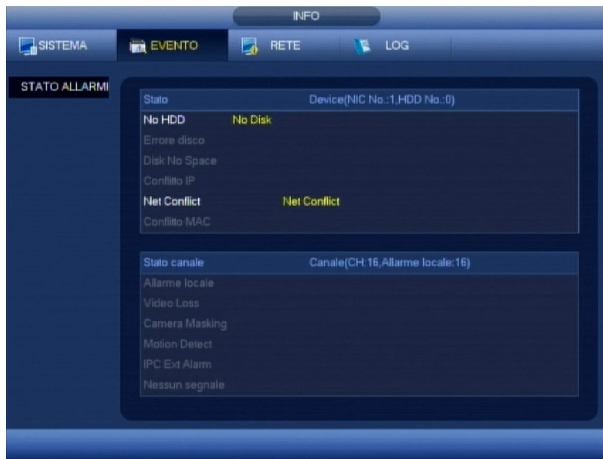 INFO
SISTEMA EVENTO RETE LOG
STATO ALLARMI
Stato Device(NIC No.:1,HDD No.:0)
No HDD No Disk
Errore disco
Disk No Space
Conflitto IP
Net Conflict Net Conflict
Conflitto MAC
Stato canale Canale(CH:16,Allarme locale:16)
Allarme locale
Video Loss
Camera Masking
Motion Detect
IPC Ext Alarm
Nessun segnale